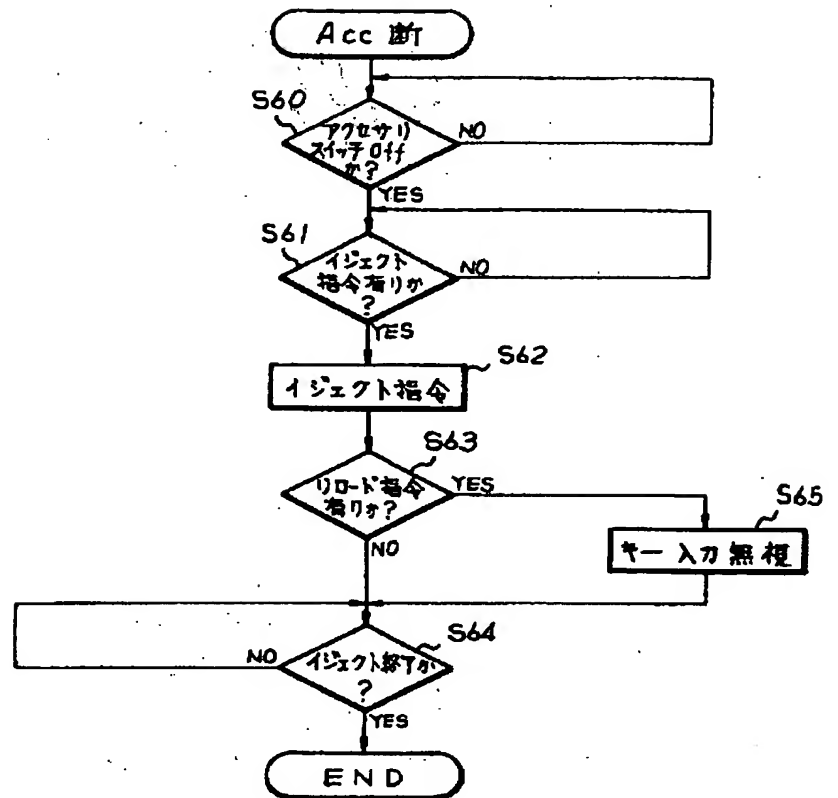 Acc 断
S60
アクセサリ
スイッチ Off
か?
NO
YES
S61
イジェクト
指令有りか
?
NO
YES
S62
イジェクト指令
S63
リロード指令
有りか?
YES
NO
S65
キー入力無視
S64
イジェクト終了か
?
NO
YES
END